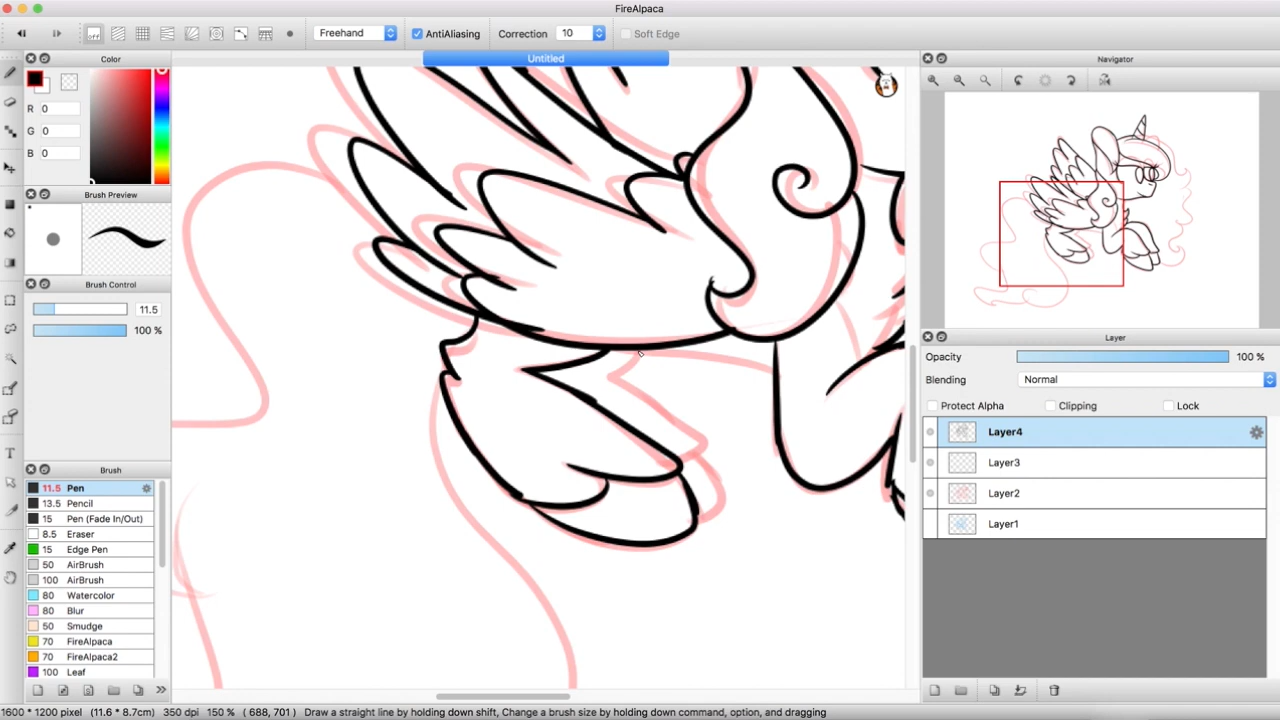 FireAlpaca
off
Freehand
AntiAliasing
Correction 10
Soft Edge
Color
Untitled
Navigator
R 0
G 0
B 0
Brush Preview
Brush Control
11.5
100 %
Layer
Opacity 100 %
Blending Normal
Protect Alpha Clipping Lock
Layer4
Layer3
Layer2
Layer1
Brush
11.5 Pen
13.5 Pencil
15 Pen (Fade In/Out)
8.5 Eraser
15 Edge Pen
50 AirBrush
100 AirBrush
80 Watercolor
80 Blur
50 Smudge
70 FireAlpaca
70 FireAlpaca2
100 Leaf
T
1600 * 1200 pixel (11.6 * 8.7cm) 350 dpi 150 % ( 688, 701 ) Draw a straight line by holding down shift, Change a brush size by holding down command, option, and dragging